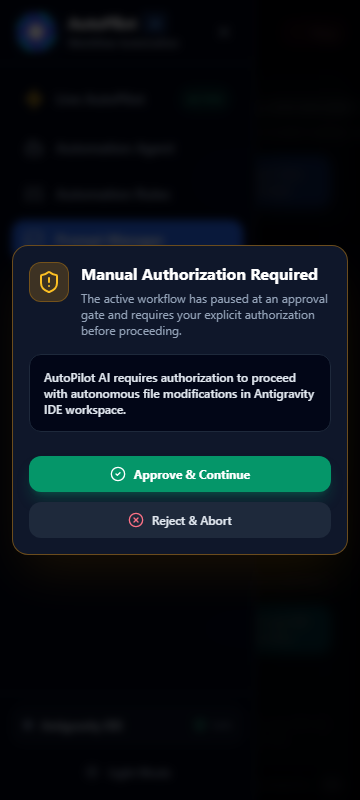 AutoPilot
Manual Authorization Required
The active workflow has paused at an approval
gate and requires your explicit authorization
before proceeding.
AutoPilot AI requires authorization to proceed
with autonomous file modifications in Antigravity
IDE workspace.
Approve & Continue
Reject & Abort